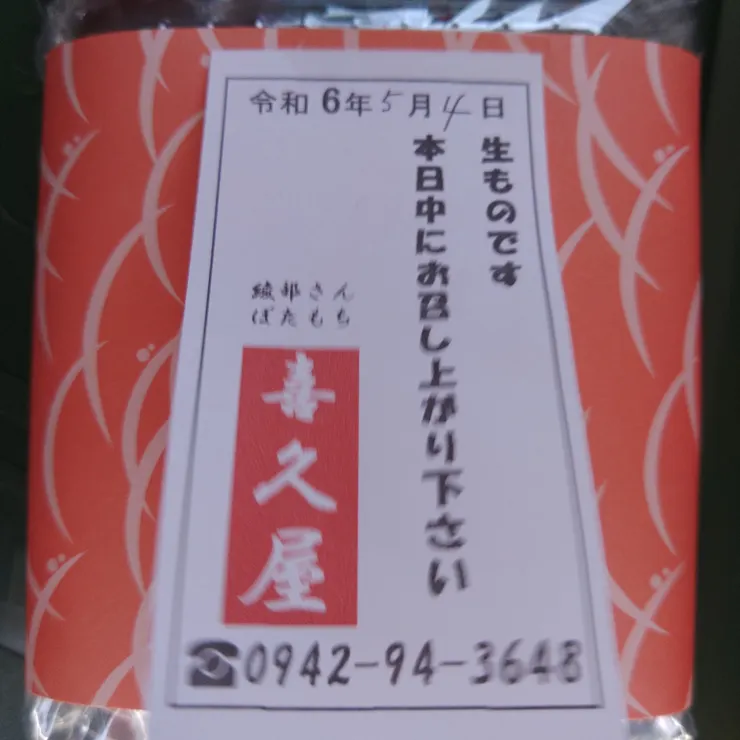 令和 6年5月4日
生ものです
本日中にお召し上がり下さい
綾部さん
ぼたもち
喜久屋
☎0942-94-3648